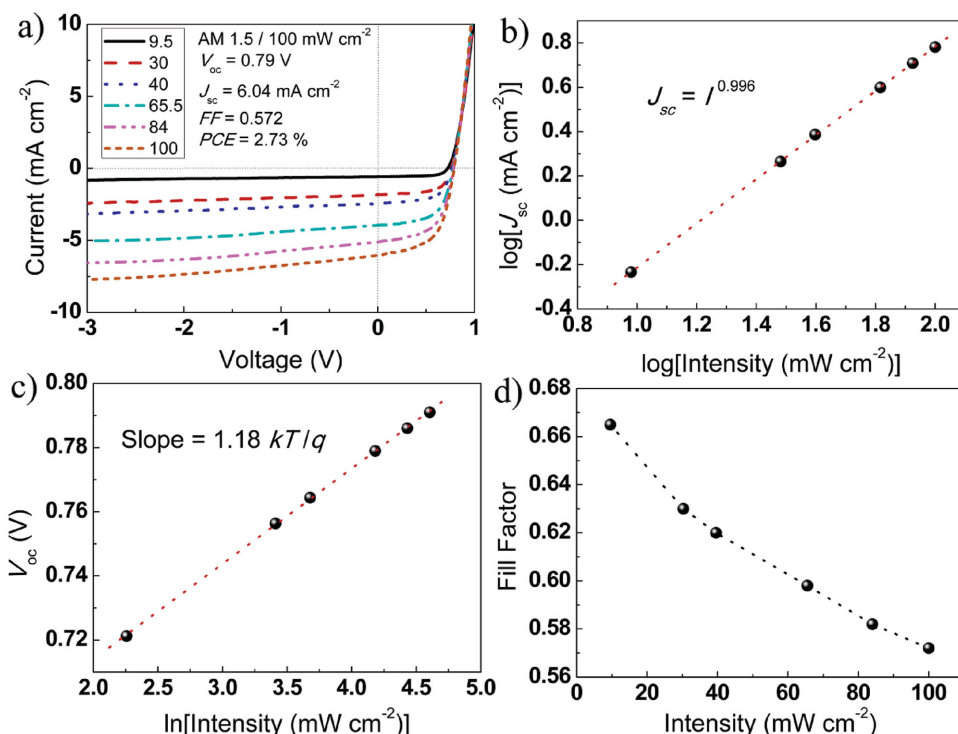 a)
10
5
0
-5
-10
Current (mA cm⁻²)
9.5
30
40
65.5
84
100
AM 1.5 / 100 mW cm⁻²
Voc = 0.79 V
Jsc = 6.04 mA cm⁻²
FF = 0.572
PCE = 2.73 %
-3
-2
-1
0
1
Voltage (V)
b)
0.8
0.6
0.4
0.2
0.0
-0.2
-0.4
log[Jsc (mA cm⁻²)]
Jsc = I^0.996
0.8
1.0
1.2
1.4
1.6
1.8
2.0
log[Intensity (mW cm⁻²)]
c)
0.80
0.78
0.76
0.74
0.72
Voc (V)
Slope = 1.18 kT/q
2.0
2.5
3.0
3.5
4.0
4.5
5.0
ln[Intensity (mW cm⁻²)]
d)
0.68
0.66
0.64
0.62
0.60
0.58
0.56
Fill Factor
0
20
40
60
80
100
Intensity (mW cm⁻²)